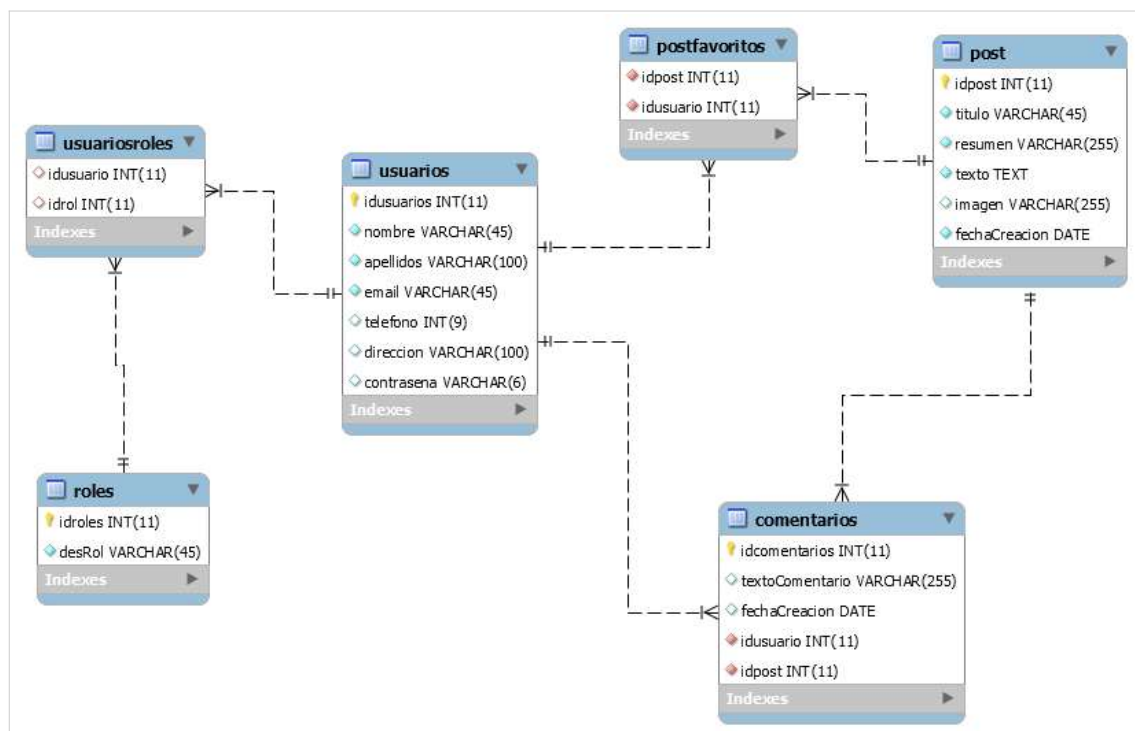 postfavoritos
idpost INT(11)
idusuario INT(11)
Indexes
post
idpost INT(11)
titulo VARCHAR(45)
resumen VARCHAR(255)
texto TEXT
imagen VARCHAR(255)
fechaCreacion DATE
Indexes
usuariosroles
idusuario INT(11)
idrol INT(11)
Indexes
usuarios
idusuarios INT(11)
nombre VARCHAR(45)
apellidos VARCHAR(100)
email VARCHAR(45)
telefono INT(9)
direccion VARCHAR(100)
contrasena VARCHAR(6)
Indexes
roles
idroles INT(11)
desRol VARCHAR(45)
Indexes
comentarios
idcomentarios INT(11)
textoComentario VARCHAR(255)
fechaCreacion DATE
idusuario INT(11)
idpost INT(11)
Indexes